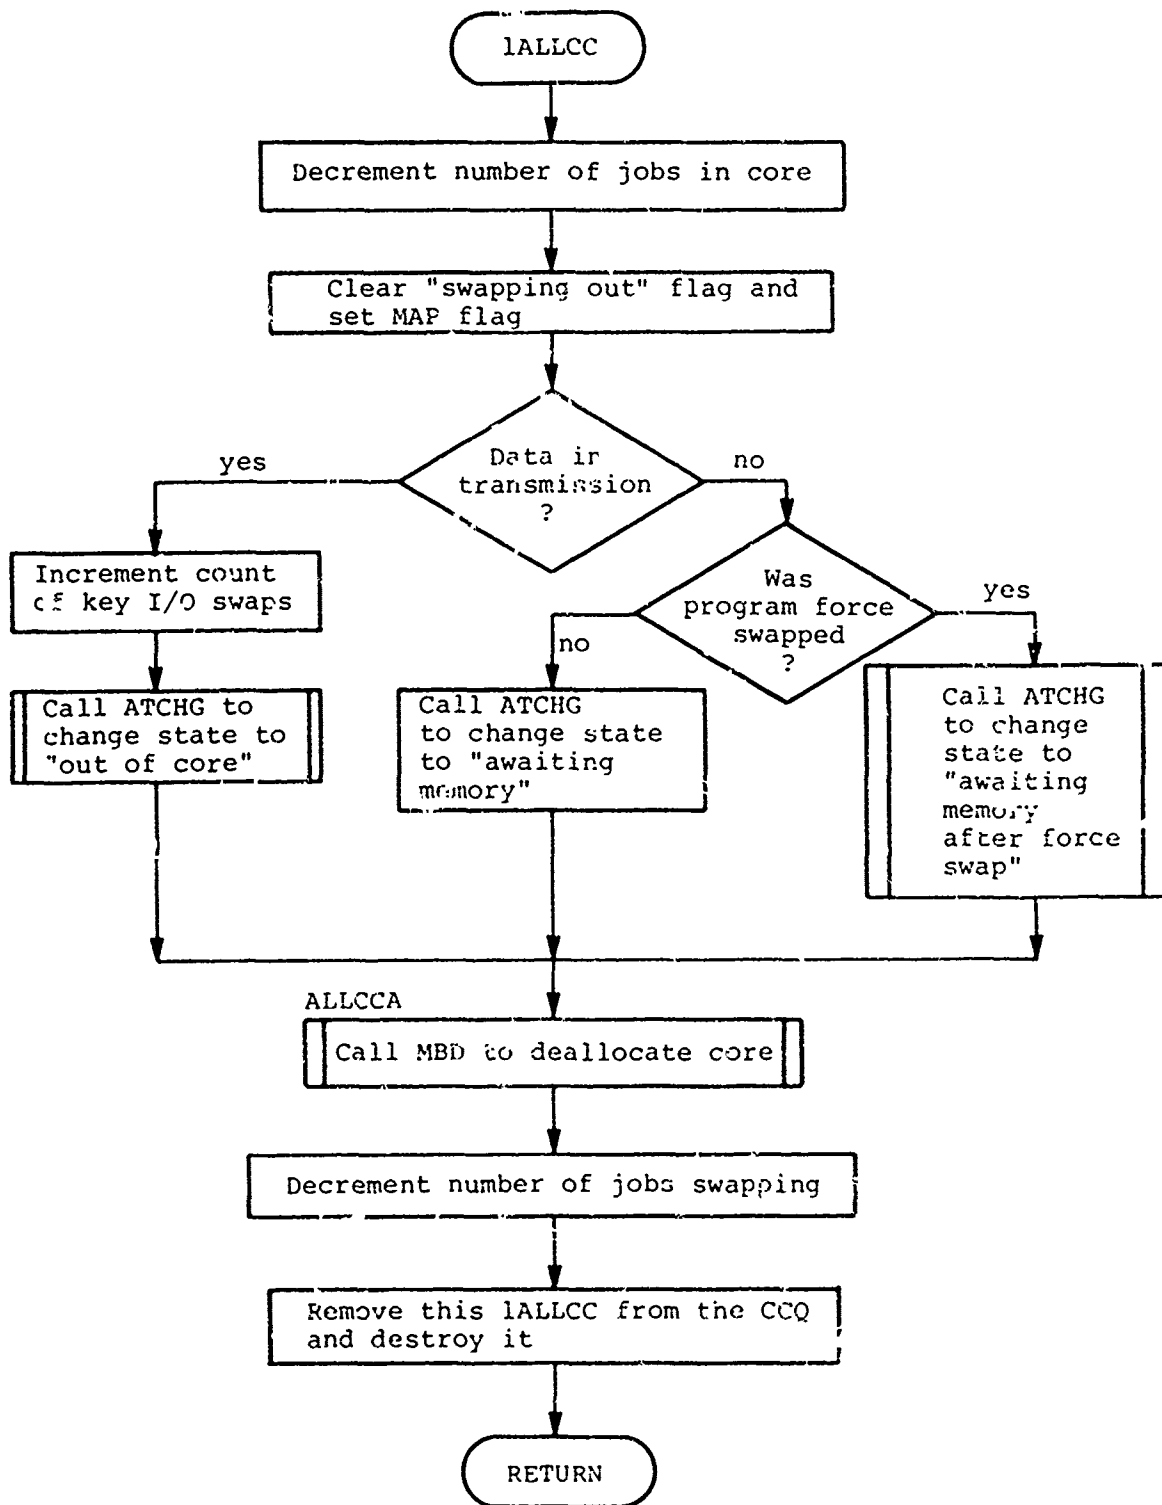 1ALLCC
Decrement number of jobs in core
Clear "swapping out" flag and
set MAP flag
Data in
transmission
?
yes
no
Increment count
of key I/O swaps
Was
program force
swapped
?
yes
no
Call ATCHG to
change state to
"out of core"
Call ATCHG
to change state
to "awaiting
memory"
Call ATCHG
to change
state to
"awaiting
memory
after force
swap"
ALLCCA
Call MBD to deallocate core
Decrement number of jobs swapping
Remove this 1ALLCC from the CCQ
and destroy it
RETURN